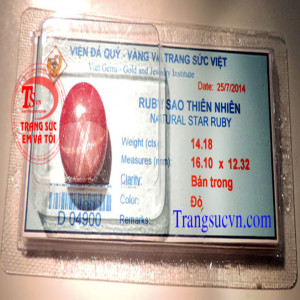 VIỆN ĐÁ QUÝ - VÀNG VÀ TRANG SỨC VIỆT
Viet Gems - Gold and Jewelry Institute
Date: 25/7/2014
RUBY SAO THIÊN NHIÊN
NATURAL STAR RUBY
Weight (cts) 14.18
Measures (mm): 16.10 × 12.32
Clarity: Bán trong
Color: Đỏ
Remarks:
D 04900
TRANG SỨC
EM VÀ TÔI
Trangsucvn.com